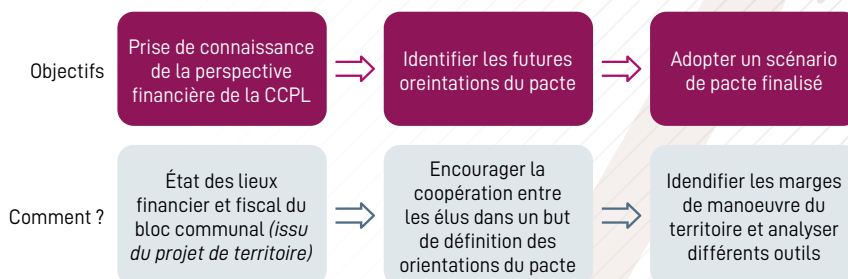 Objectifs
Prise de connaissance
de la perspective
financière de la CCPL
Identifier les futures
oreintations du pacte
Adopter un scénario
de pacte finalisé
Comment ?
État des lieux
financier et fiscal du
bloc communal (issu
du projet de territoire)
Encourager la
coopération entre
les élus dans un but
de définition des
orientations du pacte
Idendifier les marges
de manoeuvre du
territoire et analyser
différents outils